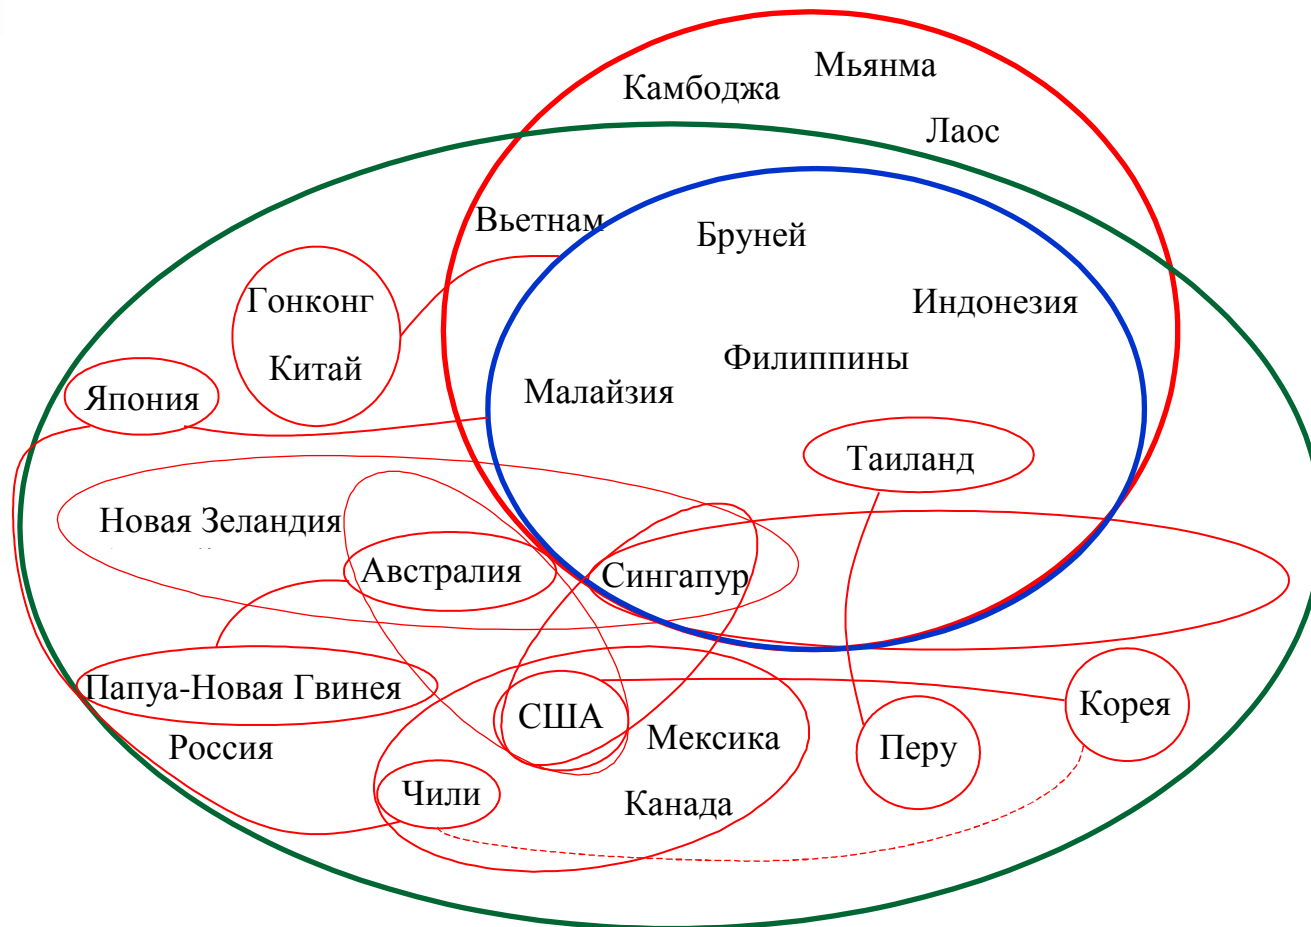 Мьянма
Камбоджа
Лаос
Вьетнам
Бруней
Гонконг
Индонезия
Филиппины
Китай
Малайзия
Япония
Таиланд
Новая Зеландия
Австралия
Сингапур
Папуа-Новая Гвинея
США
Корея
Россия
Мексика
Перу
Чили
Канада